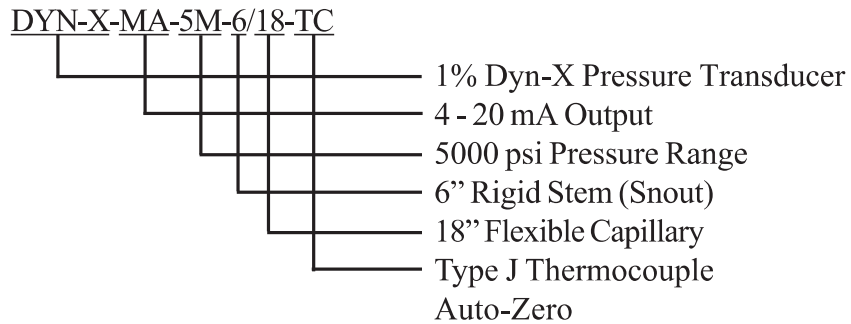 DYN-X-MA-5M-6/18-TC
1% Dyn-X Pressure Transducer
4 - 20 mA Output
5000 psi Pressure Range
6” Rigid Stem (Snout)
18” Flexible Capillary
Type J Thermocouple
Auto-Zero